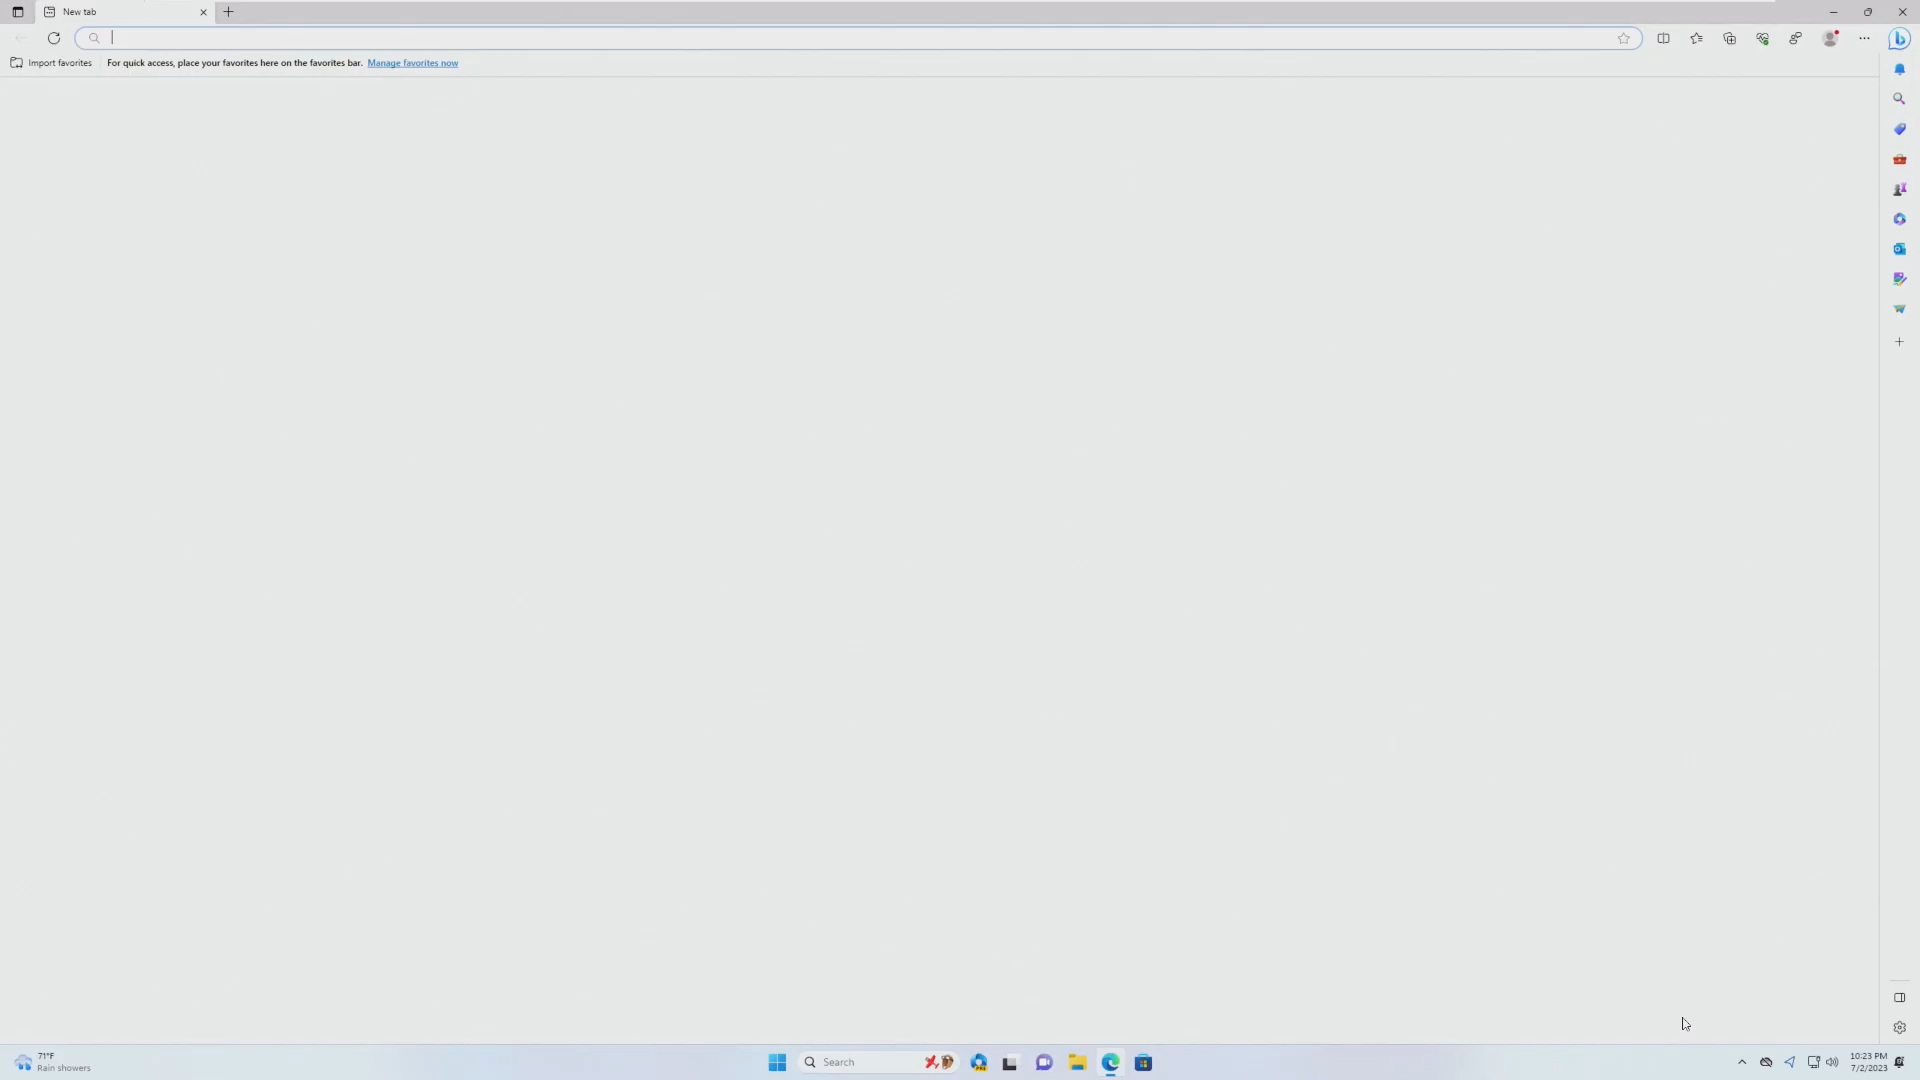 New tab
Import favorites For quick access, place your favorites here on the favorites bar. Manage favorites now
71°F
Rain showers
Search
PRE
10:23 PM
7/2/2023